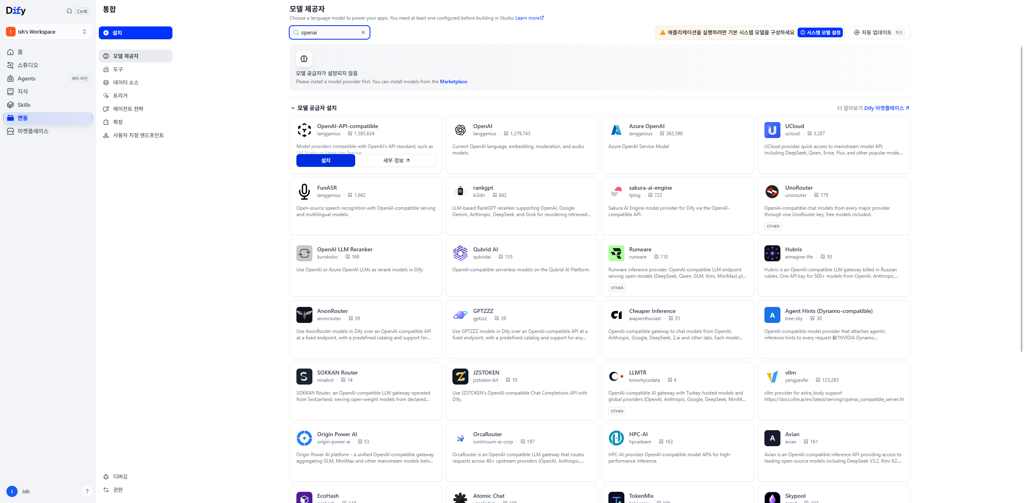 Dify
Ctrl K
ish's Workspace
홈
스튜디오
Agents
지식
Skills
연동
마켓플레이스
ish
?
통합
설치
모델 제공자
도구
데이터 소스
트리거
에이전트 전략
확장
사용자 지정 엔드포인트
디버깅
권한
모델 제공자
Choose a language model to power your apps. You need at least one configured before building in Studio. Learn more
openai
애플리케이션을 실행하려면 기본 시스템 모델을 구성하세요
시스템 모델 설정
자동 업데이트
모델 공급자가 설정되지 않음
Please install a model provider first. You can install models from the Marketplace.
모델 공급자 설치
더 알아보기 Dify 마켓플레이스
OpenAI-API-compatible
langgenius · 1,585,634
Model providers compatible with OpenAI's API standard, such as
설치
세부 정보
OpenAI
langgenius · 1,279,745
Current OpenAI language, embedding, moderation, and audio models.
Azure OpenAI
langgenius · 393,590
Azure OpenAI Service Model
UCloud
ucloud · 3,287
UCloud provides quick access to mainstream model API, including DeepSeek, Qwen, Ernie, Flux, and other popular mode...
FunASR
langgenius · 1,662
Open-source speech recognition with OpenAI-compatible serving and multilingual models.
rankgpt
ki3dn · 842
LLM-based RankGPT reranker supporting OpenAI, Google Gemini, Anthropic, DeepSeek, and Grok for reordering retrieved...
sakura-ai-engine
tplog · 722
Sakura AI Engine model provider for Dify via the OpenAI-compatible API.
UnoRouter
unorouter · 178
OpenAI-compatible chat models from every major provider through one UnoRouter key, free models included.
OTHER
OpenAI LLM Reranker
kurokobo · 169
Use OpenAI or Azure OpenAI LLMs as rerank models in Dify.
Qubrid AI
qubridai · 135
OpenAI-compatible serverless models on the Qubrid AI Platform.
Runware
runware · 110
Runware inference provider. OpenAI-compatible LLM endpoint serving open models (DeepSeek, Qwen, GLM, Kimi, MiniMax) pl...
OTHER
Hubris
aimagine-life · 50
Hubris is an OpenAI-compatible LLM gateway billed in Russian rubles. One API key for 500+ models from OpenAI, Anthropic...
AnonRouter
anonrouter · 39
Use AnonRouter models in Dify over an OpenAI-compatible API at a fixed endpoint, with a predefined catalog and support for...
GPTZZZ
gptzzz · 39
Use GPTZZZ models in Dify over an OpenAI-compatible API at a fixed endpoint, with a predefined catalog and support for any...
Cheaper Inference
aiapienthusiast · 35
OpenAI-compatible gateway to chat models from OpenAI, Anthropic, Google, DeepSeek, Z.ai and other labs. Each model...
Agent Hints (Dynamo-compatible)
tree-sby · 30
OpenAI-compatible model provider that attaches agentic inference hints to every request 如 NVIDIA Dynamo...
SOKKAN Router
niniabot · 14
SOKKAN Router, an OpenAI-compatible LLM gateway operated from Switzerland, serving open-weight models from declared...
JZSTOKEN
jzstoken-bit · 10
Use JZSTOKEN's OpenAI-compatible Chat Completions API with Dify.
LLMTR
knowhycodata · 4
OpenAI-compatible AI gateway with Turkey-hosted models and global providers (OpenAI, Anthropic, Google, DeepSeek, MiniM...
OTHER
vllm
yangyaofei · 123,285
vllm provider for extra_body support
https://docs.vllm.ai/en/latest/serving/openai_compatible_server.ht
Origin Power AI
origin-power-ai · 53
Origin Power AI platform - a unified OpenAI-compatible gateway aggregating GLM, MiniMax and other mainstream models behi...
OrcaRouter
continuum-ai-corp · 197
OrcaRouter is an OpenAI-compatible LLM gateway that routes requests across 40+ upstream providers (OpenAI, Anthropic,...
HPC-AI
hpcaiteam · 163
HPC-AI provides OpenAI-compatible model APIs for high-performance inference.
Avian
avian · 161
Avian is an OpenAI-compatible inference API providing access to leading open-source models including DeepSeek V3.2, Kimi K2...
EcoHash
Atomic Chat
TokenMix
Skypool